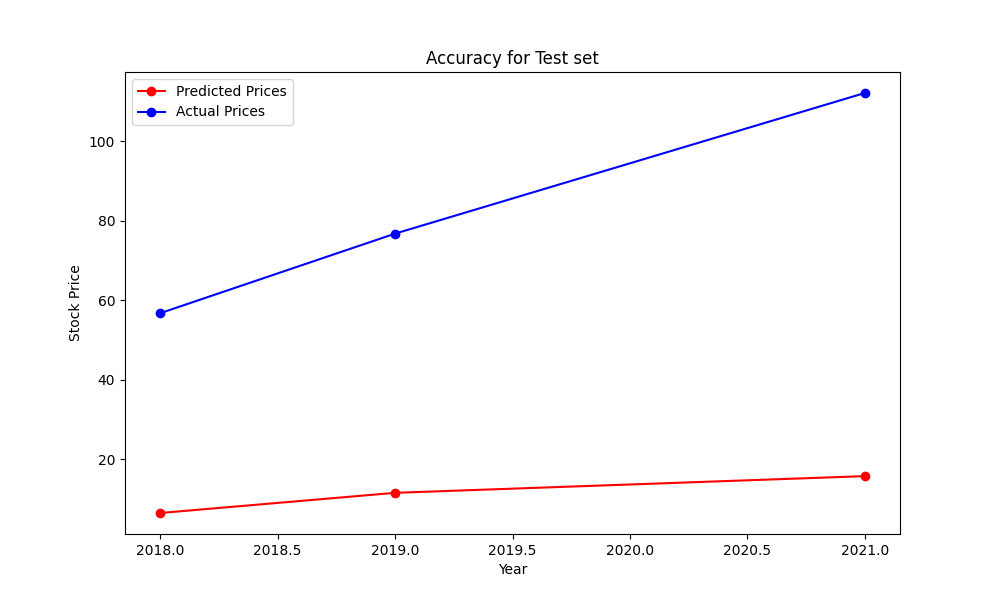 Accuracy for Test set
Predicted Prices
Actual Prices
100
80
60
40
20
Stock Price
2018.0 2018.5 2019.0 2019.5 2020.0 2020.5 2021.0
Year